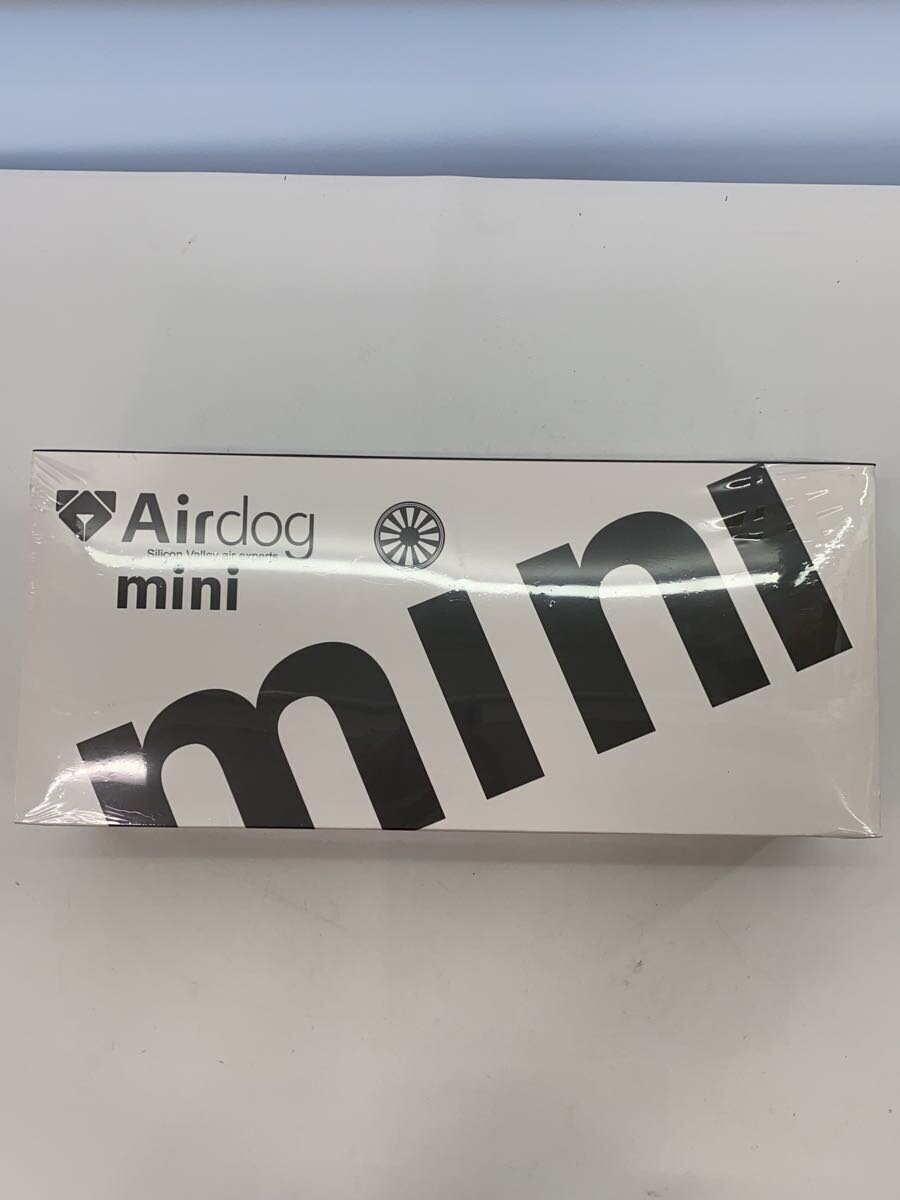 Airdog
Silicon Valley air experts
mini
mini